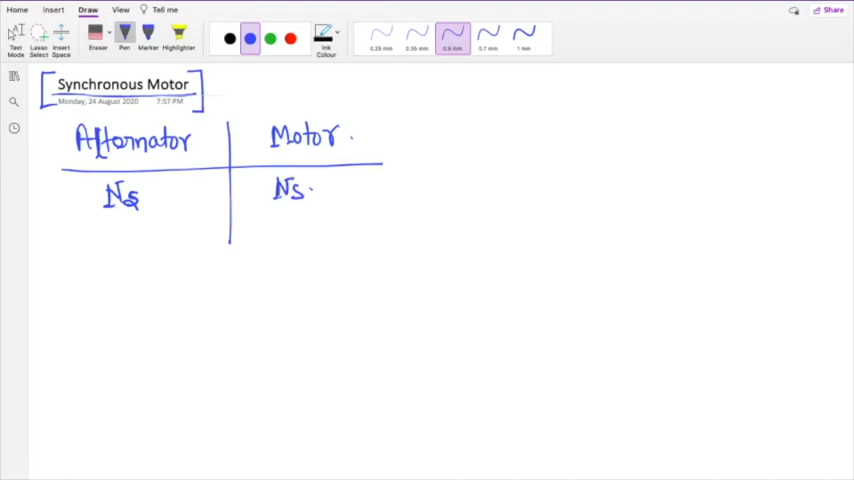 Home Insert Draw View Tell me Share
Text Mode Lasso Select Insert Space Eraser Pen Marker Highlighter Ink Colour 0.25 mm 0.35 mm 0.5 mm 0.7 mm 1 mm
Synchronous Motor
Monday, 24 August 2020 7:57 PM
Alternator Motor.
Ns Ns.